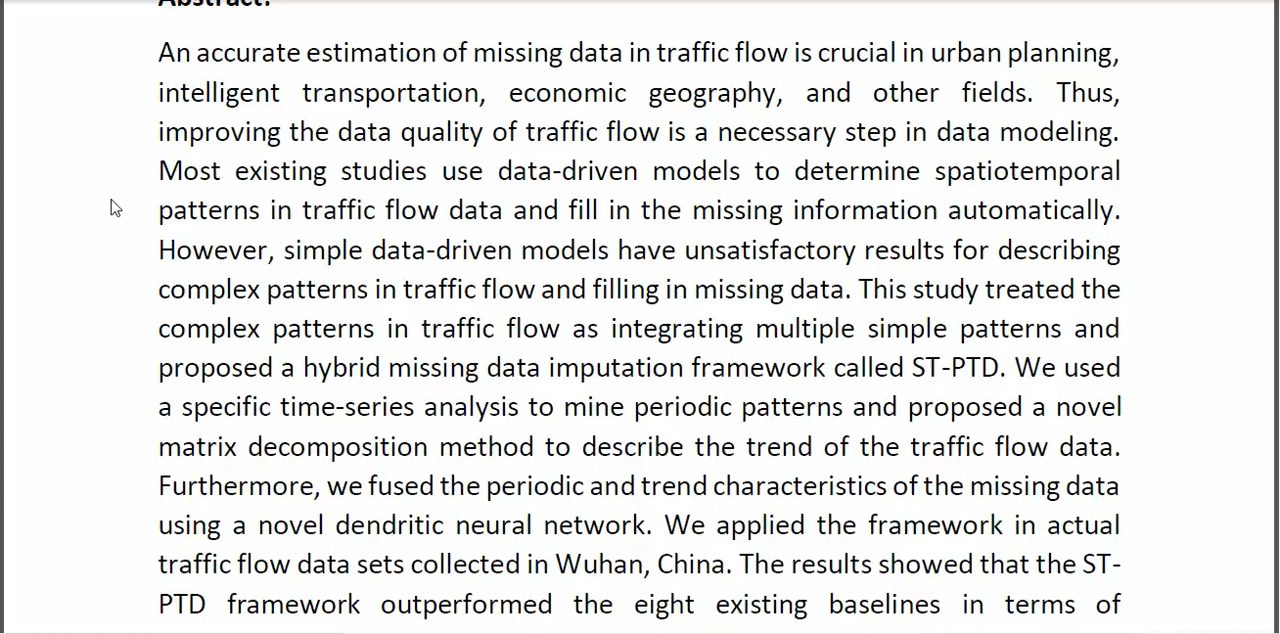 Abstract:
An accurate estimation of missing data in traffic flow is crucial in urban planning,
intelligent transportation, economic geography, and other fields. Thus,
improving the data quality of traffic flow is a necessary step in data modeling.
Most existing studies use data-driven models to determine spatiotemporal
patterns in traffic flow data and fill in the missing information automatically.
However, simple data-driven models have unsatisfactory results for describing
complex patterns in traffic flow and filling in missing data. This study treated the
complex patterns in traffic flow as integrating multiple simple patterns and
proposed a hybrid missing data imputation framework called ST-PTD. We used
a specific time-series analysis to mine periodic patterns and proposed a novel
matrix decomposition method to describe the trend of the traffic flow data.
Furthermore, we fused the periodic and trend characteristics of the missing data
using a novel dendritic neural network. We applied the framework in actual
traffic flow data sets collected in Wuhan, China. The results showed that the ST-
PTD framework outperformed the eight existing baselines in terms of